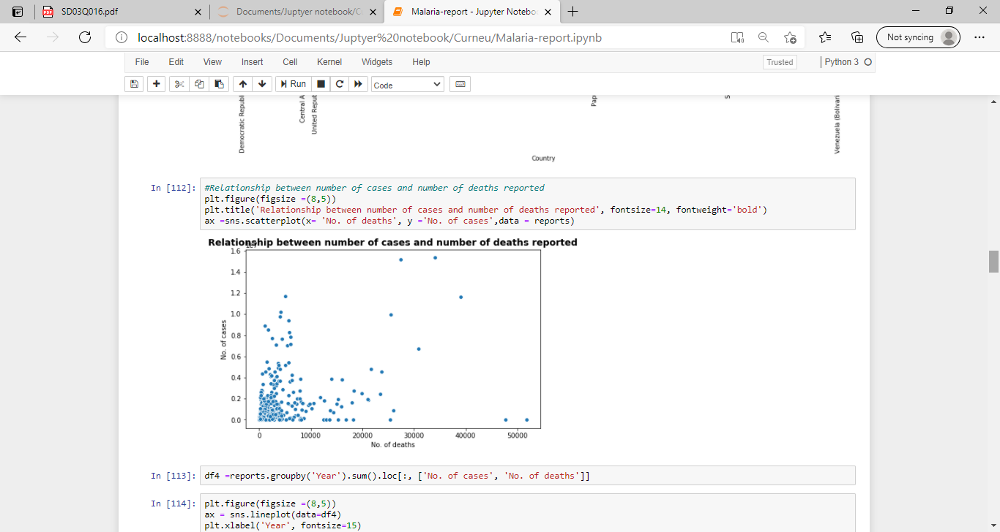 SD03Q016.pdf
Documents/Juptyer notebook/C
Malaria-report - Jupyter Notebo
localhost:8888/notebooks/Documents/Juptyer%20notebook/Curneu/Malaria-report.ipynb
Not syncing
File Edit View Insert Cell Kernel Widgets Help
Trusted
Python 3
Run
Code
Democratic Republ
Central A
United Reput
Pap
S
Venezuela (Bolivari
Country
In [112]:
#Relationship between number of cases and number of deaths reported
plt.figure(figsize =(8,5))
plt.title('Relationship between number of cases and number of deaths reported', fontsize=14, fontweight='bold')
ax =sns.scatterplot(x= 'No. of deaths', y ='No. of cases',data = reports)
Relationship between number of cases and number of deaths reported
1e7
1.6
1.4
1.2
1.0
0.8
0.6
0.4
0.2
0.0
No. of cases
0 10000 20000 30000 40000 50000
No. of deaths
In [113]:
df4 =reports.groupby('Year').sum().loc[:, ['No. of cases', 'No. of deaths']]
In [114]:
plt.figure(figsize =(8,5))
ax = sns.lineplot(data=df4)
plt.xlabel('Year', fontsize=15)